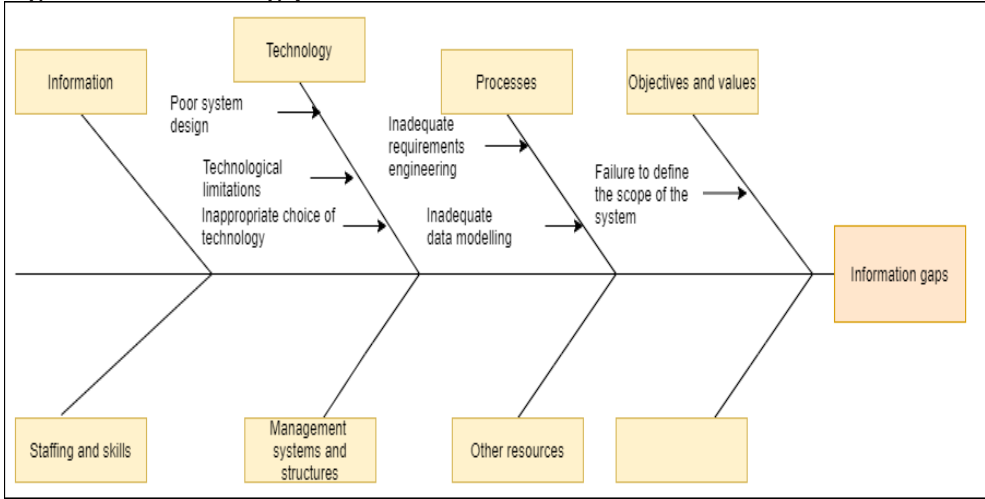 Technology
Information
Processes
Objectives and values
Poor system
design
Inadequate
requirements
engineering
Technological
limitations
Failure to define
the scope of the
system
Inappropriate choice of
technology
Inadequate
data modelling
Information gaps
Staffing and skills
Management
systems and
structures
Other resources